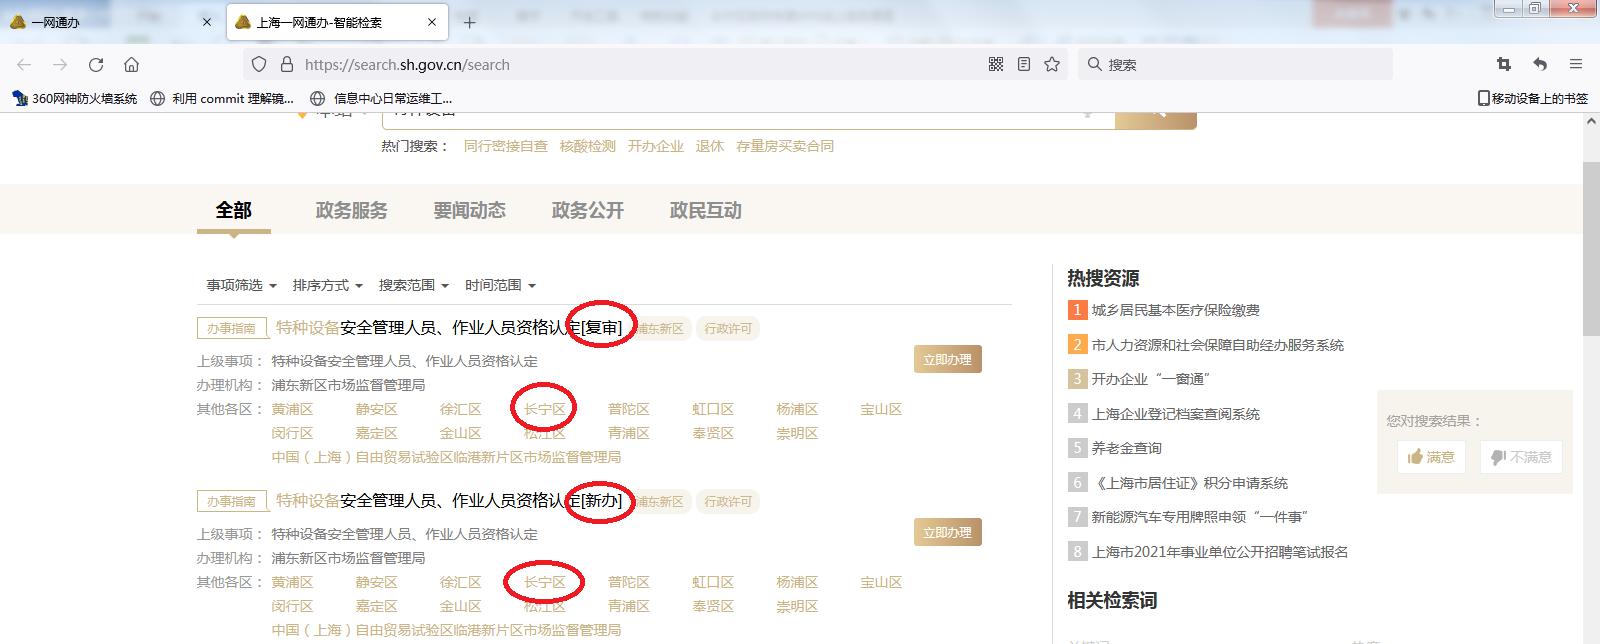 一网通办
上海一网通办-智能检索
https://search.sh.gov.cn/search
搜索
360网神防火墙系统 利用 commit 理解镜... 信息中心日常运维工...
移动设备上的书签
热门搜索： 同行密接自查 核酸检测 开办企业 退休 存量房买卖合同
全部 政务服务 要闻动态 政务公开 政民互动
事项筛选 排序方式 搜索范围 时间范围
办事指南 特种设备安全管理人员、作业人员资格认定[复审] 浦东新区 行政许可
上级事项： 特种设备安全管理人员、作业人员资格认定
立即办理
办理机构： 浦东新区市场监督管理局
其他各区： 黄浦区 静安区 徐汇区 长宁区 普陀区 虹口区 杨浦区 宝山区
闵行区 嘉定区 金山区 松江区 青浦区 奉贤区 崇明区
中国（上海）自由贸易试验区临港新片区市场监督管理局
办事指南 特种设备安全管理人员、作业人员资格认定[新办] 浦东新区 行政许可
上级事项： 特种设备安全管理人员、作业人员资格认定
立即办理
办理机构： 浦东新区市场监督管理局
其他各区： 黄浦区 静安区 徐汇区 长宁区 普陀区 虹口区 杨浦区 宝山区
闵行区 嘉定区 金山区 松江区 青浦区 奉贤区 崇明区
中国（上海）自由贸易试验区临港新片区市场监督管理局
热搜资源
1 城乡居民基本医疗保险缴费
2 市人力资源和社会保障自助经办服务系统
3 开办企业“一窗通”
4 上海企业登记档案查阅系统
5 养老金查询
6 《上海市居住证》积分申请系统
7 新能源汽车专用牌照申领“一件事”
8 上海市2021年事业单位公开招聘笔试报名
相关检索词
您对搜索结果：
满意 不满意